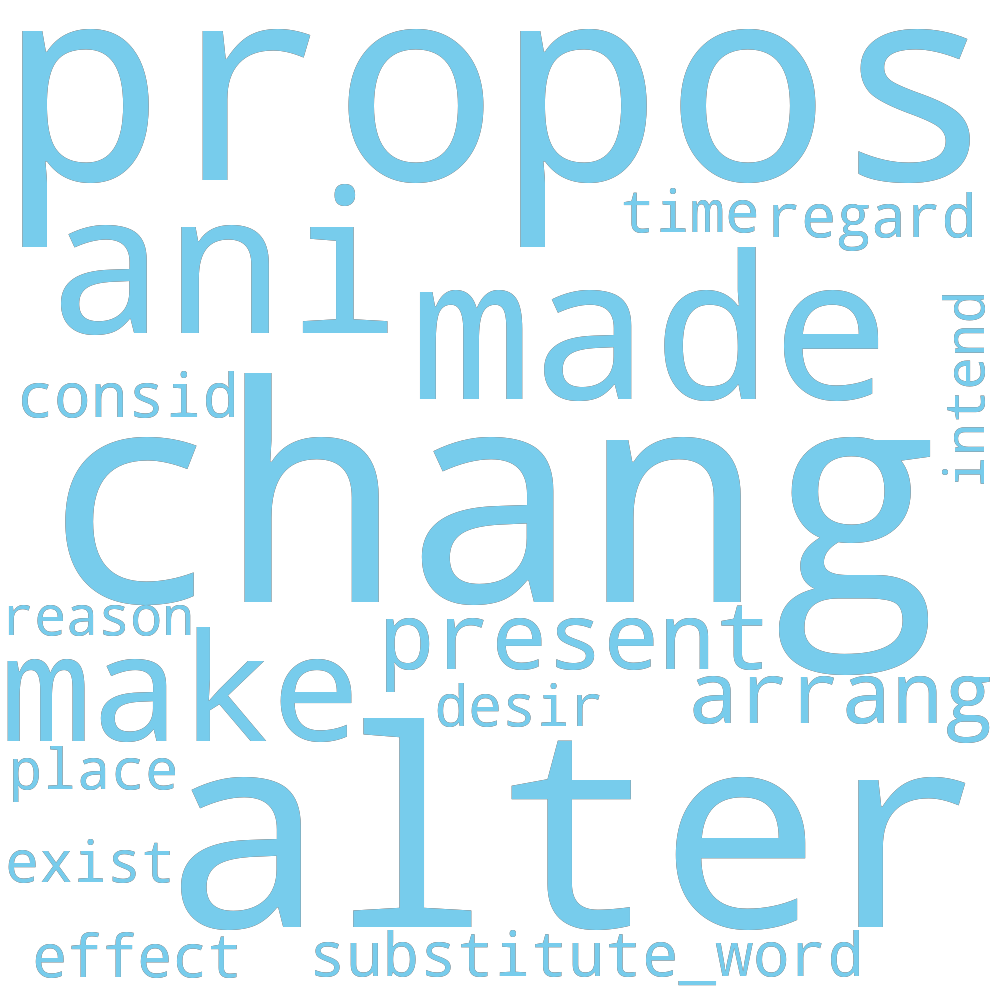 propos
time regard
ani
made
intend
consid
chang
reason
present
make
arrang
desir
place
alter
exist
effect
substitute_word